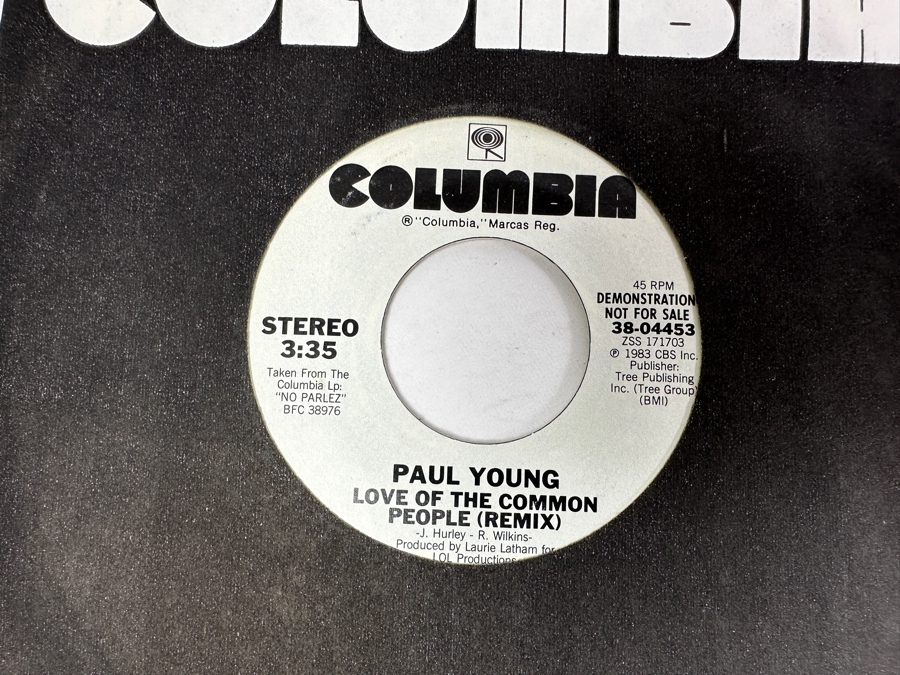 COLUMBIA
COLUMBIA
®"Columbia," Marcas Reg.
STEREO
3:35
Taken From The
Columbia Lp:
"NO PARLEZ"
BFC 38976
45 RPM
DEMONSTRATION
NOT FOR SALE
38-04453
ZSS 171703
℗ 1983 CBS Inc.
Publisher:
Tree Publishing
Inc. (Tree Group)
(BMI)
PAUL YOUNG
LOVE OF THE COMMON
PEOPLE (REMIX)
-J. Hurley - R. Wilkins-
Produced by Laurie Latham for
LOL Productions